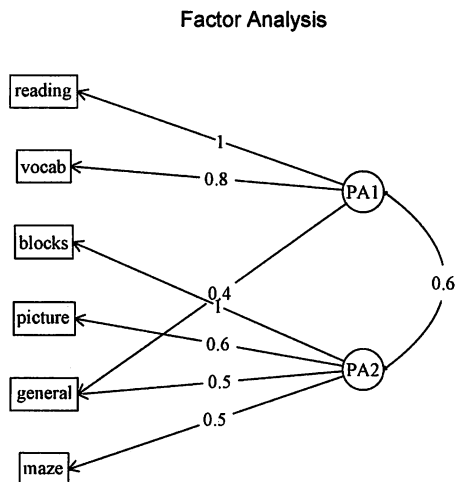 Factor Analysis
reading
1
vocab
0.8
PA1
blocks
0.6
0.4
1
picture
0.6
PA2
general
0.5
0.5
maze